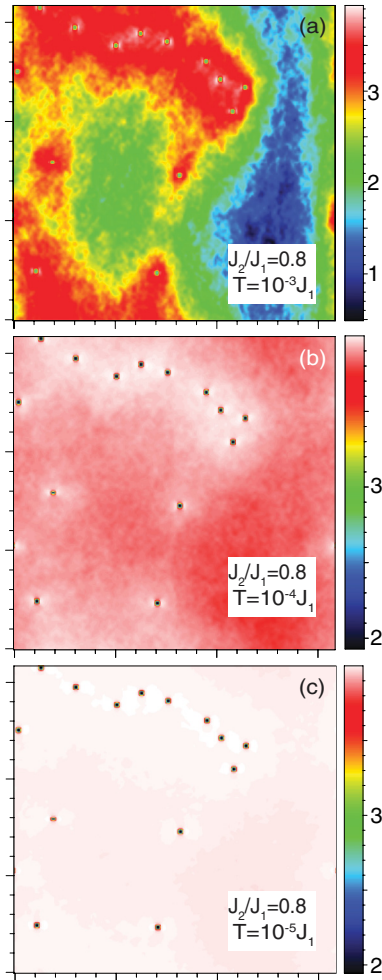 (a)
3
2
1
J₂/J₁=0.8
T=10⁻³J₁
(b)
3
2
J₂/J₁=0.8
T=10⁻⁴J₁
(c)
3
2
J₂/J₁=0.8
T=10⁻⁵J₁